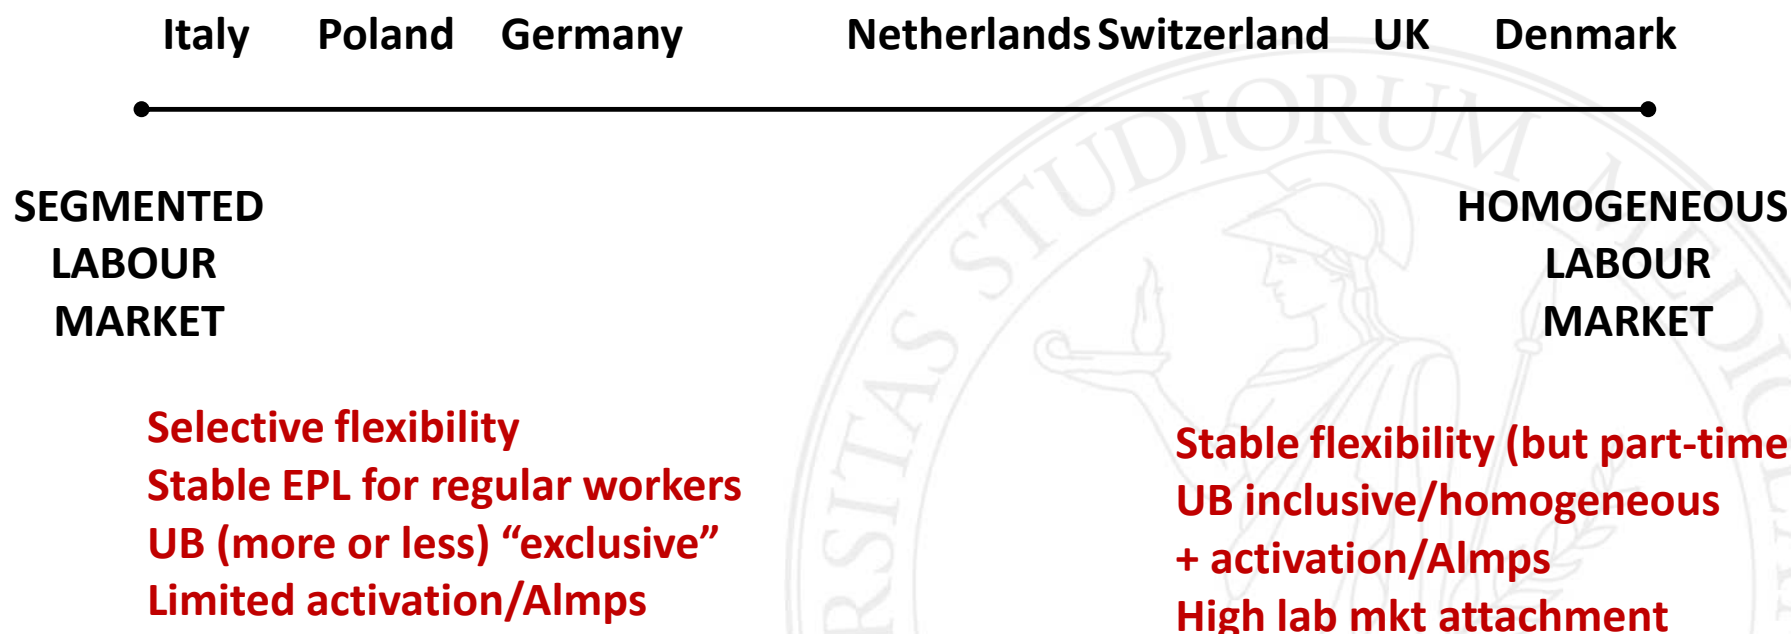 Italy Poland Germany Netherlands Switzerland UK Denmark
SEGMENTED
LABOUR
MARKET
HOMOGENEOUS
LABOUR
MARKET
Selective flexibility
Stable EPL for regular workers
UB (more or less) “exclusive”
Limited activation/Almps
Stable flexibility (but part-time
UB inclusive/homogeneous
+ activation/Almps
High lab mkt attachment
STUDIORUM